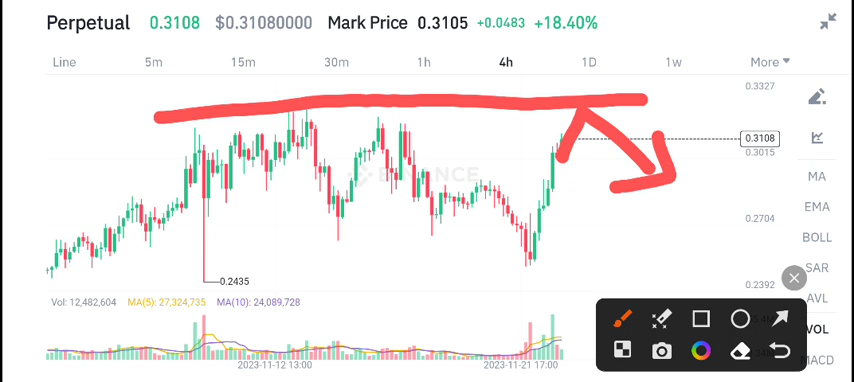 Perpetual 0.3108 $0.31080000 Mark Price 0.3105 +0.0483 +18.40%
Line 5m 15m 30m 1h 4h 1D 1w More
0.3327
0.3108
0.3015
BINANCE
MA
EMA
0.2704
BOLL
SAR
0.2435
0.2392
AVL
Vol: 12,482,604 MA(5): 27,324,735 MA(10): 24,089,728
VOL
MACD
2023-11-12 13:00 2023-11-21 17:00